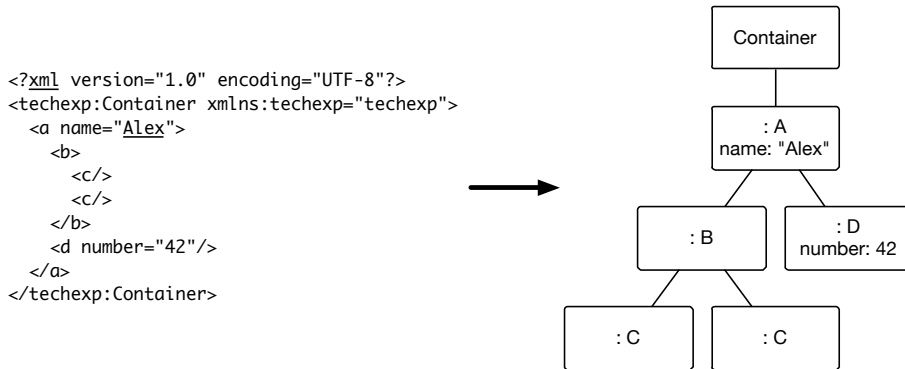 <?xml version="1.0" encoding="UTF-8"?>
<techexp:Container xmlns:techexp="techexp">
<a name="Alex">
<b>
<c/>
<c/>
</b>
<d number="42"/>
</a>
</techexp:Container>
Container
: A
name: "Alex"
: B
: D
number: 42
: C
: C